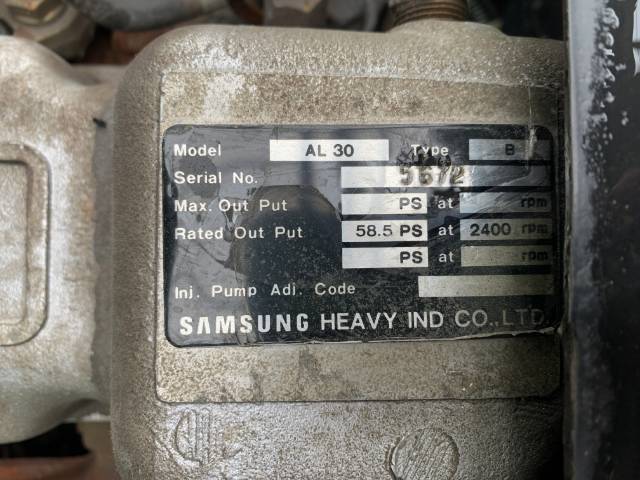 Model AL 30 Type B
Serial No. 5672
Max. Out Put PS at rpm
Rated Out Put 58.5 PS at 2400 rpm
PS at rpm
Inj. Pump Adj. Code
SAMSUNG HEAVY IND CO.,LTD.